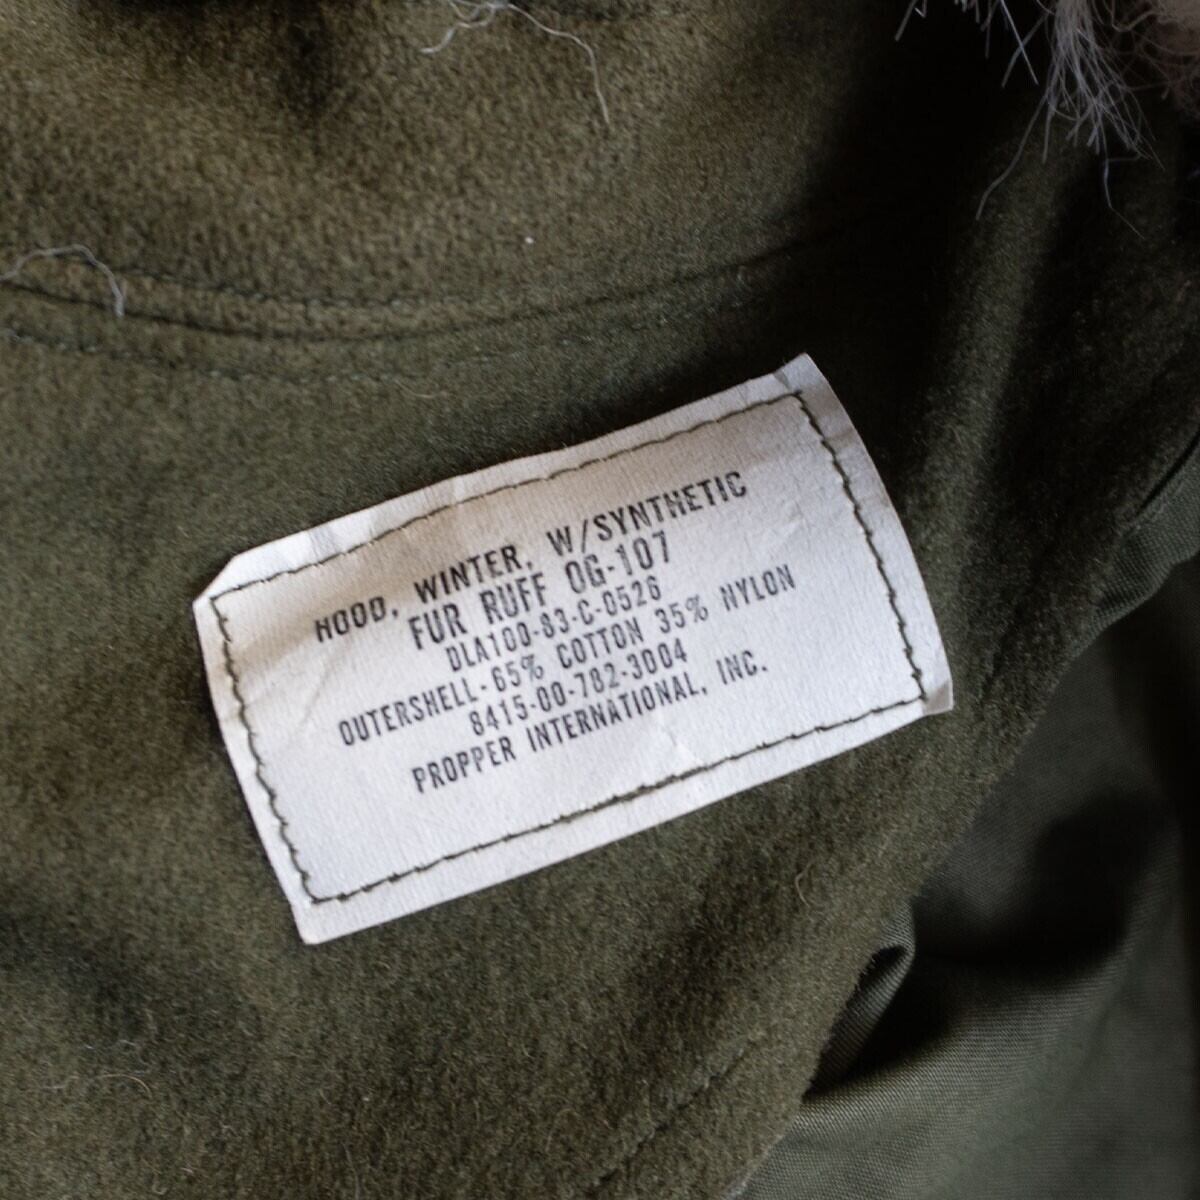 HOOD, WINTER, W/SYNTHETIC
FUR RUFF OG-107
DLA100-83-C-0526
OUTERSHELL-65% COTTON 35% NYLON
8415-00-782-3004
PROPPER INTERNATIONAL, INC.